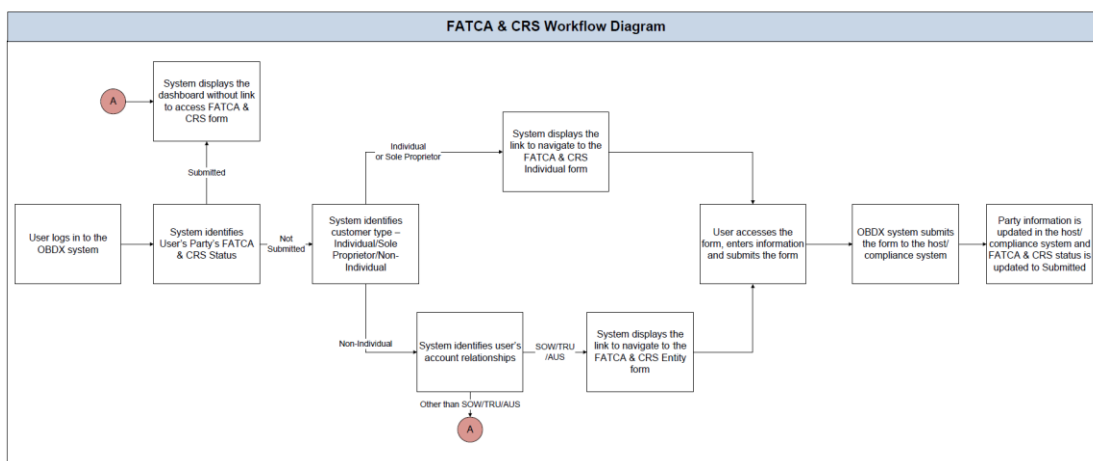 FATCA & CRS Workflow Diagram
A
System displays the
dashboard without link
to access FATCA &
CRS form
Submitted
User logs in to the
OBDX system
System identifies
User's Party's FATCA
& CRS Status
Not
Submitted
System identifies
customer type –
Individual/Sole
Proprietor/Non-
Individual
Individual
or Sole Proprietor
System displays the
link to navigate to the
FATCA & CRS
Individual form
Non-Individual
System identifies user's
account relationships
SOW/TRU
/AUS
System displays the
link to navigate to the
FATCA & CRS Entity
form
Other than SOW/TRU/AUS
A
User accesses the
form, enters information
and submits the form
OBDX system submits
the form to the host/
compliance system
Party information is
updated in the host/
compliance system and
FATCA & CRS status is
updated to Submitted